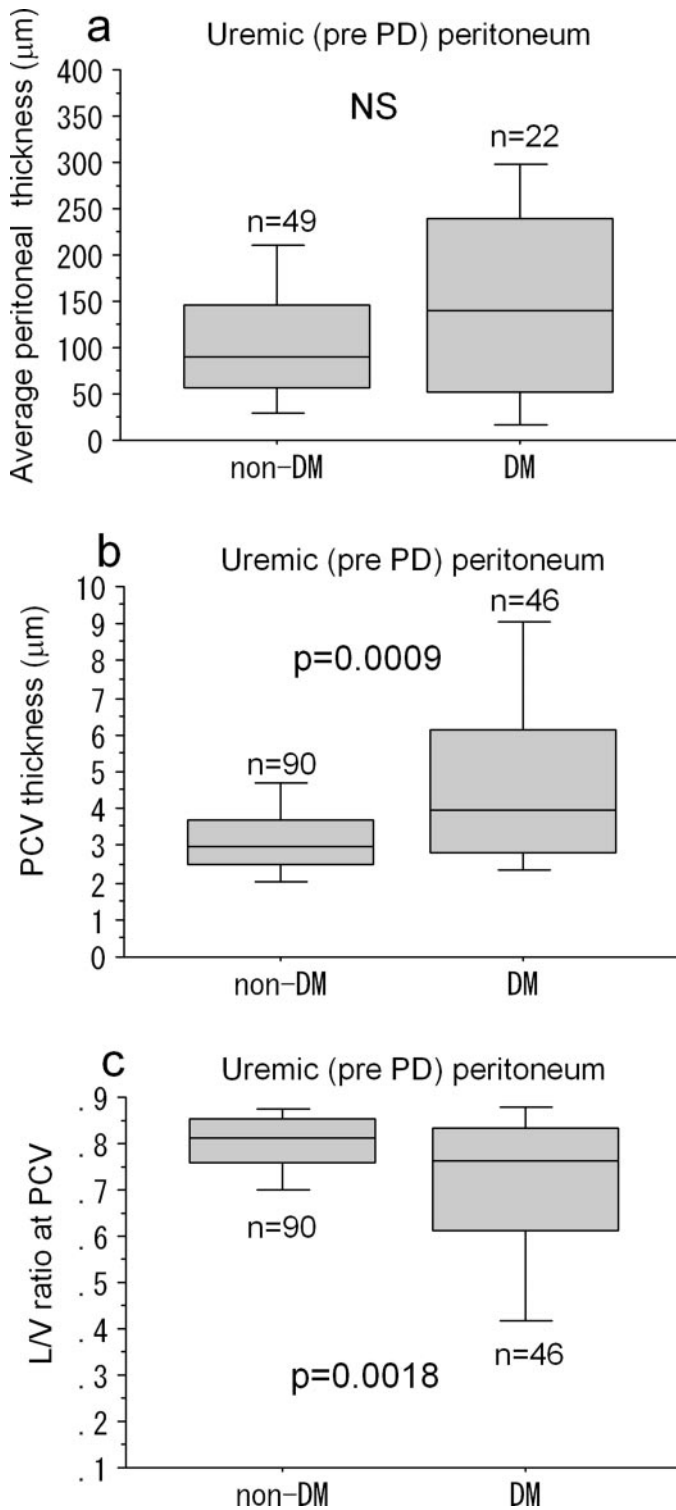 a
Uremic (pre PD) peritoneum
Average peritoneal thickness (μm)
400
350
300
250
200
150
100
50
0
NS
n=49
n=22
non-DM
DM
b
Uremic (pre PD) peritoneum
PCV thickness (μm)
10
9
8
7
6
5
4
3
2
1
0
n=46
p=0.0009
n=90
non-DM
DM
c
Uremic (pre PD) peritoneum
L/V ratio at PCV
.9
.8
.7
.6
.5
.4
.3
.2
.1
n=90
n=46
p=0.0018
non-DM
DM